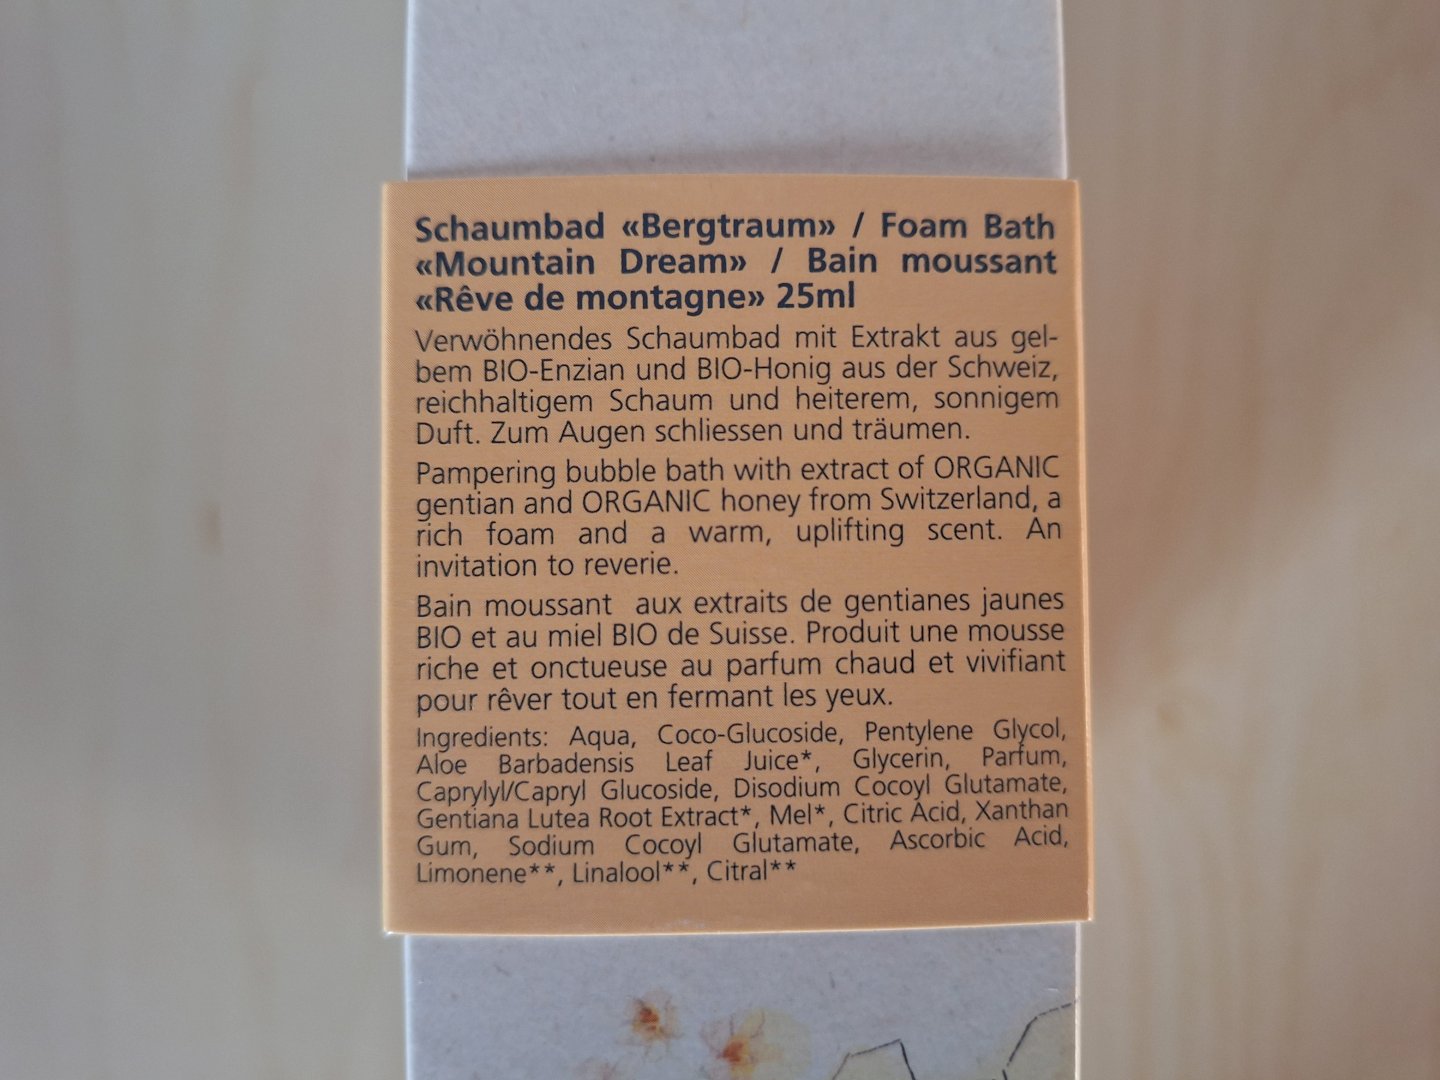 Schaumbad «Bergtraum» / Foam Bath
«Mountain Dream» / Bain moussant
«Rêve de montagne» 25ml
Verwöhnendes Schaumbad mit Extrakt aus gel-
bem BIO-Enzian und BIO-Honig aus der Schweiz,
reichhaltigem Schaum und heiterem, sonnigem
Duft. Zum Augen schliessen und träumen.
Pampering bubble bath with extract of ORGANIC
gentian and ORGANIC honey from Switzerland, a
rich foam and a warm, uplifting scent. An
invitation to reverie.
Bain moussant aux extraits de gentianes jaunes
BIO et au miel BIO de Suisse. Produit une mousse
riche et onctueuse au parfum chaud et vivifiant
pour rêver tout en fermant les yeux.
Ingredients: Aqua, Coco-Glucoside, Pentylene Glycol,
Aloe Barbadensis Leaf Juice*, Glycerin, Parfum,
Caprylyl/Capryl Glucoside, Disodium Cocoyl Glutamate,
Gentiana Lutea Root Extract*, Mel*, Citric Acid, Xanthan
Gum, Sodium Cocoyl Glutamate, Ascorbic Acid,
Limonene**, Linalool**, Citral**